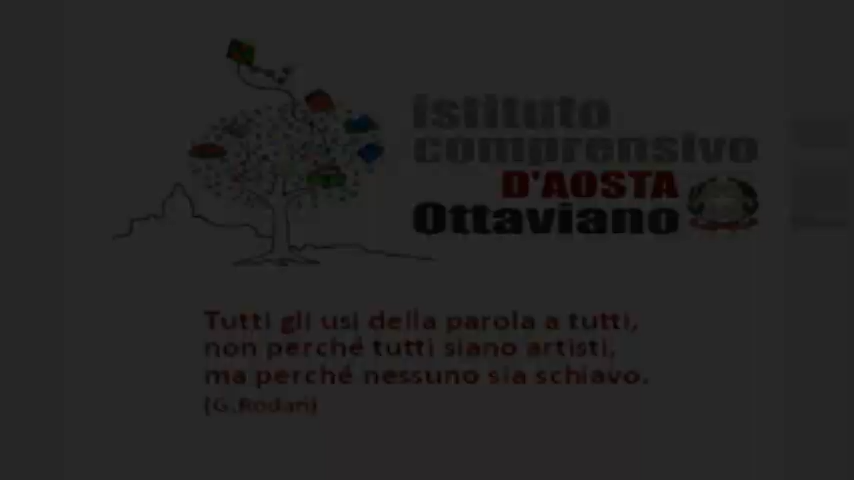 istituto
comprensivo
D'AOSTA
Ottaviano
Tutti gli usi della parola a tutti,
non perché tutti siano artisti,
ma perché nessuno sia schiavo.
(G.Rodari)